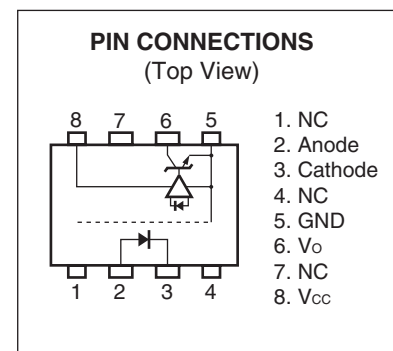 PIN CONNECTIONS
(Top View)
8 7 6 5
1 2 3 4
1. NC
2. Anode
3. Cathode
4. NC
5. GND
6. Vo
7. NC
8. Vcc